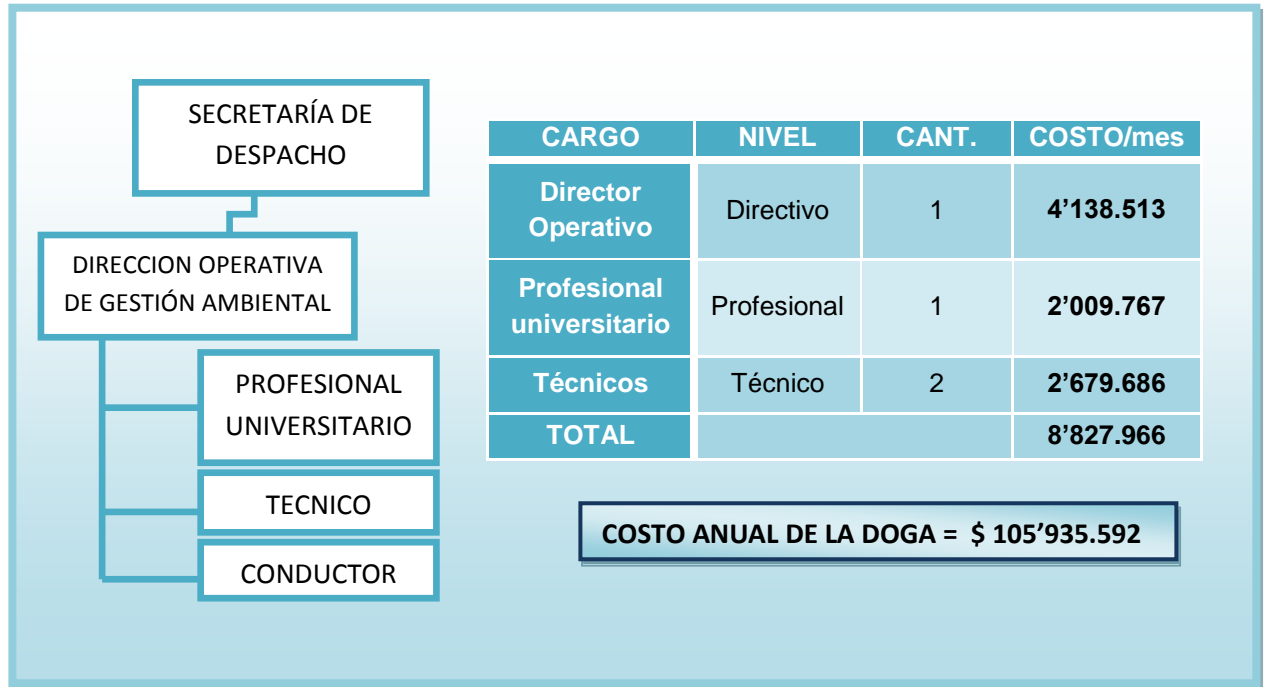 SECRETARÍA DE
DESPACHO
DIRECCION OPERATIVA
DE GESTIÓN AMBIENTAL
PROFESIONAL
UNIVERSITARIO
TECNICO
CONDUCTOR
CARGO NIVEL CANT. COSTO/mes
Director
Operativo Directivo 1 4’138.513
Profesional
universitario Profesional 1 2’009.767
Técnicos Técnico 2 2’679.686
TOTAL 8’827.966
COSTO ANUAL DE LA DOGA = $ 105’935.592